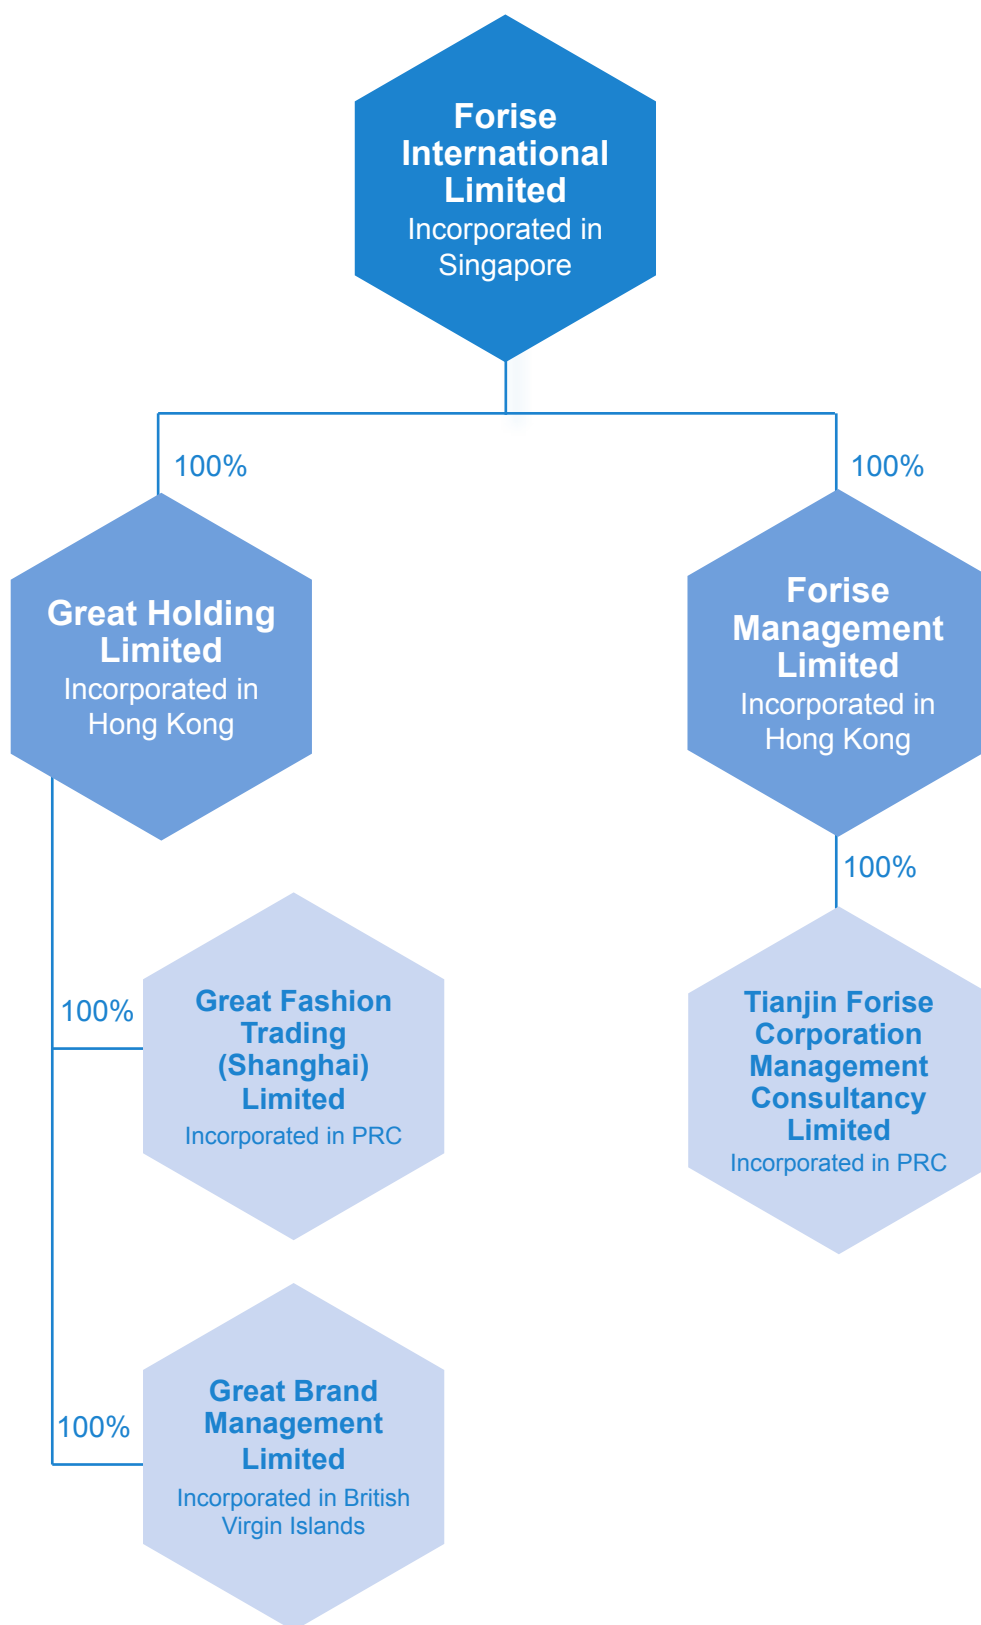 Forise
International
Limited
Incorporated in
Singapore
100%
100%
Great Holding
Limited
Incorporated in
Hong Kong
Forise
Management
Limited
Incorporated in
Hong Kong
100%
100%
Great Fashion
Trading
(Shanghai)
Limited
Incorporated in PRC
Tianjin Forise
Corporation
Management
Consultancy
Limited
Incorporated in PRC
100%
Great Brand
Management
Limited
Incorporated in British
Virgin Islands